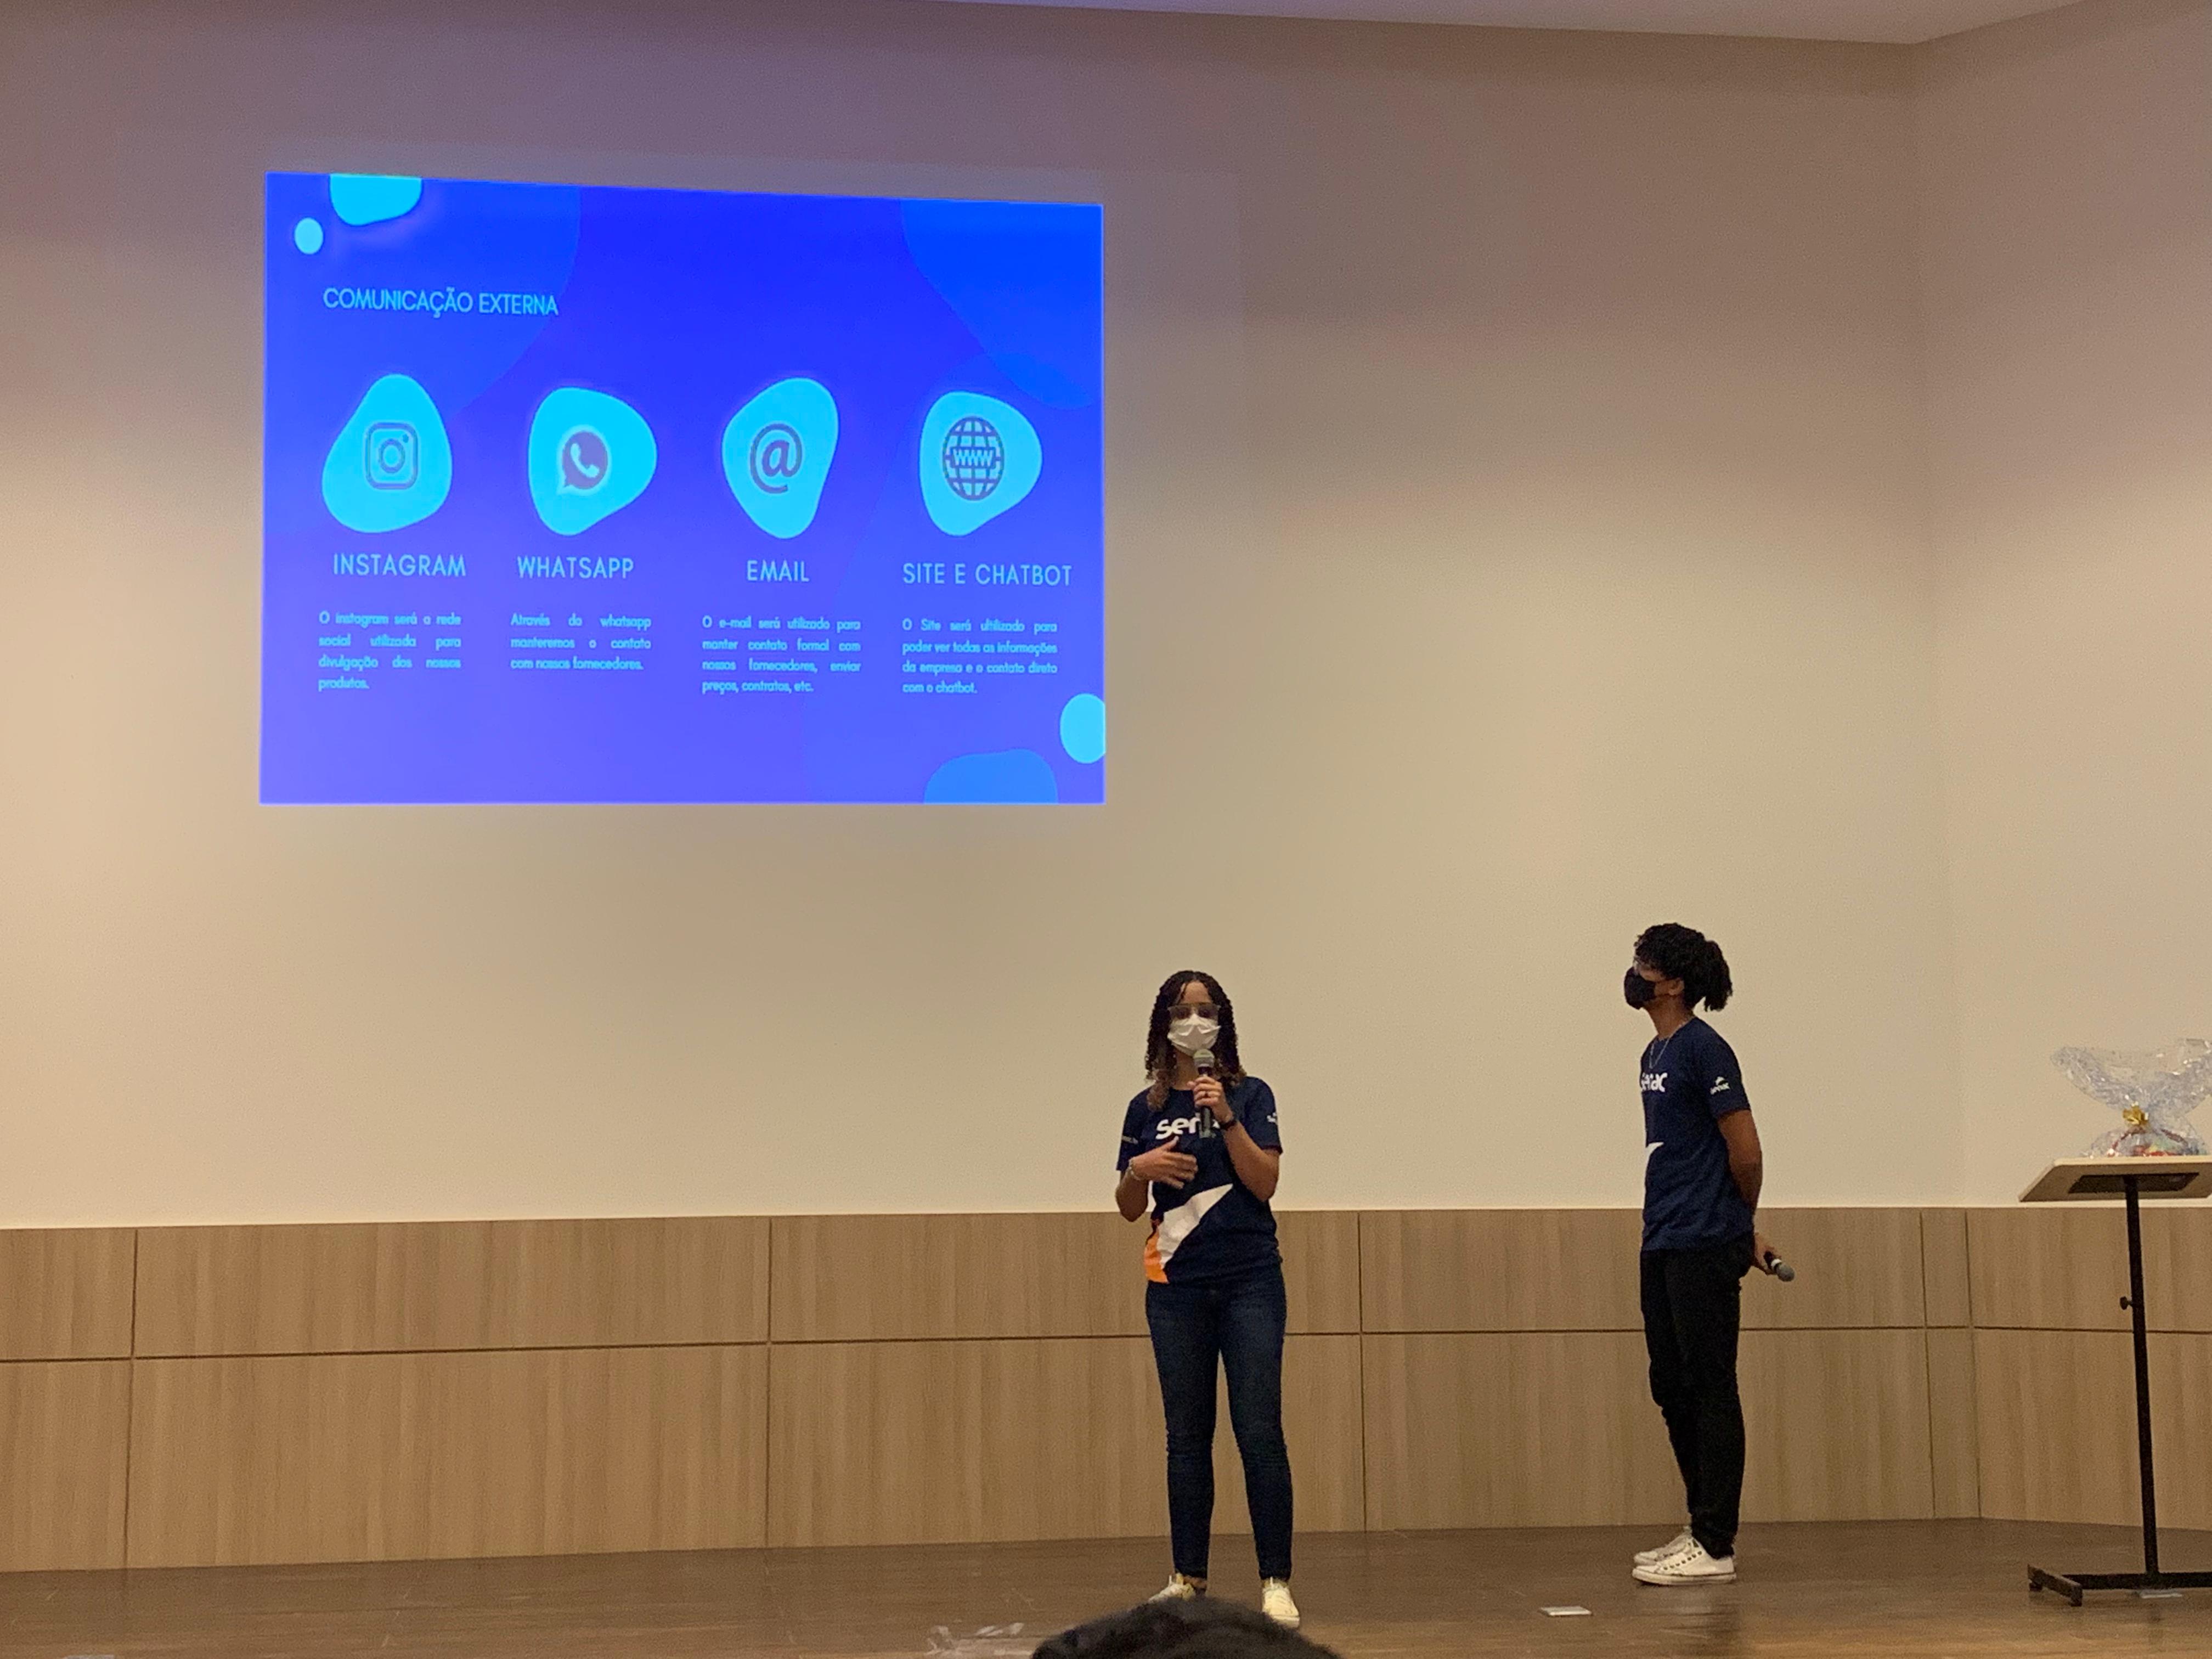 COMUNICAÇÃO EXTERNA
WWW
INSTAGRAM
WHATSAPP
EMAIL
SITE E CHATBOT
O instagram será a rede
social utilizada para
divulgação dos nossos
produtos.
Através do whatsapp
manteremos o contato
com nossos fornecedores.
O e-mail será utilizado para
manter contato formal com
nossos fornecedores, enviar
preços, contratos, etc.
O Site será ultilizado para
poder ver todas as informações
da empresa e o contato direto
com o chatbot.
senac